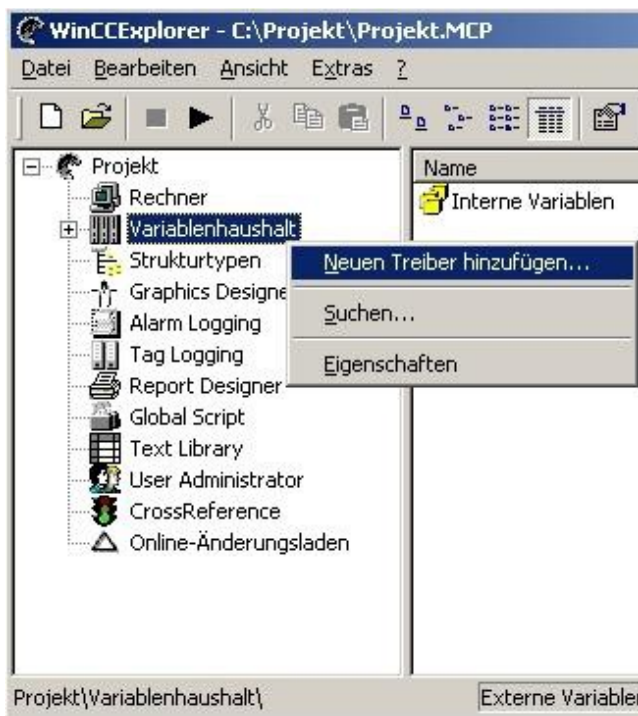 WinCCExplorer - C:\Projekt\Projekt.MCP
Datei Bearbeiten Ansicht Extras ?
Projekt
Rechner
Variablenhaushalt
Strukturtypen
Graphics Designe
Alarm Logging
Tag Logging
Report Designer
Global Script
Text Library
User Administrator
CrossReference
Online-Änderungsladen
Name
Interne Variablen
Neuen Treiber hinzufügen...
Suchen...
Eigenschaften
Projekt\Variablenhaushalt\
Externe Variable